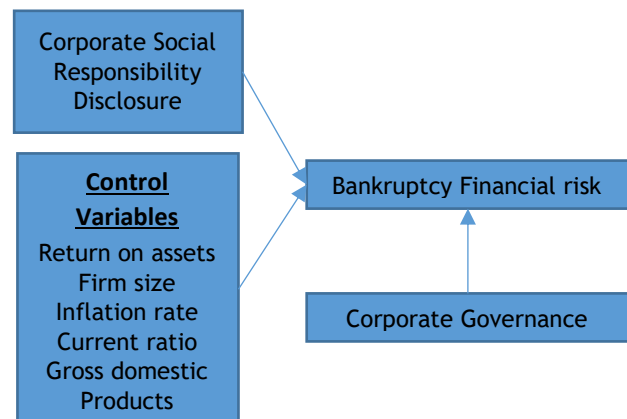 Corporate Social
Responsibility
Disclosure
Control
Variables
Return on assets
Firm size
Inflation rate
Current ratio
Gross domestic
Products
Bankruptcy Financial risk
Corporate Governance